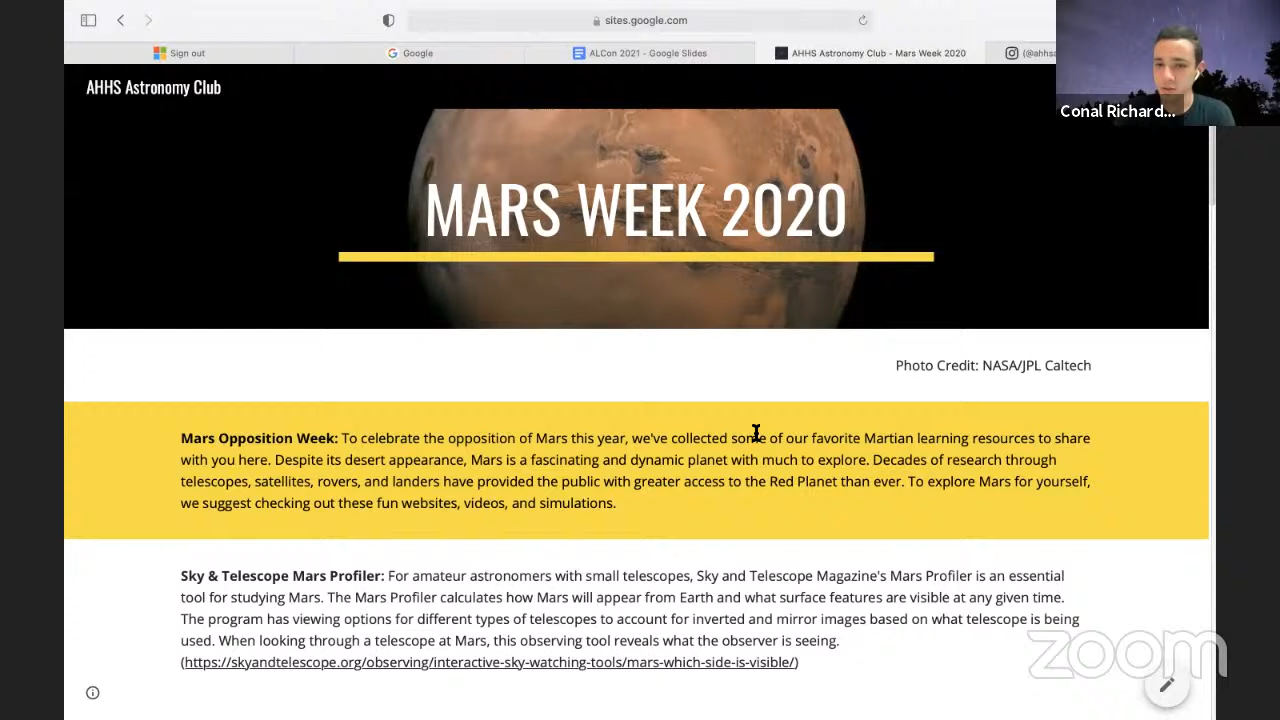 sites.google.com
Sign out
Google
ALCon 2021 - Google Slides
AHHS Astronomy Club - Mars Week 2020
(@ahhsa
Conal Richard...
AHHS Astronomy Club
MARS WEEK 2020
Photo Credit: NASA/JPL Caltech
Mars Opposition Week: To celebrate the opposition of Mars this year, we've collected some of our favorite Martian learning resources to share
with you here. Despite its desert appearance, Mars is a fascinating and dynamic planet with much to explore. Decades of research through
telescopes, satellites, rovers, and landers have provided the public with greater access to the Red Planet than ever. To explore Mars for yourself,
we suggest checking out these fun websites, videos, and simulations.
Sky & Telescope Mars Profiler: For amateur astronomers with small telescopes, Sky and Telescope Magazine's Mars Profiler is an essential
tool for studying Mars. The Mars Profiler calculates how Mars will appear from Earth and what surface features are visible at any given time.
The program has viewing options for different types of telescopes to account for inverted and mirror images based on what telescope is being
used. When looking through a telescope at Mars, this observing tool reveals what the observer is seeing.
(https://skyandtelescope.org/observing/interactive-sky-watching-tools/mars-which-side-is-visible/)
zoom